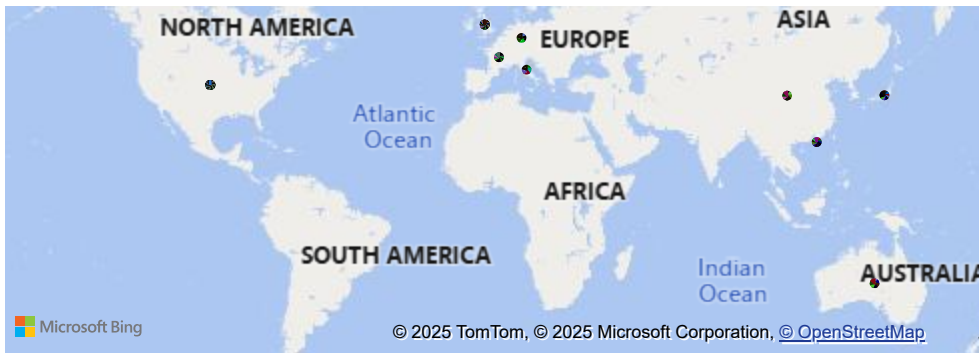 ASIA
NORTH AMERICA
EUROPE
Atlantic
Ocean
AFRICA
SOUTH AMERICA
Indian
Ocean
AUSTRALIA
Microsoft Bing
© 2025 TomTom, © 2025 Microsoft Corporation, © OpenStreetMap